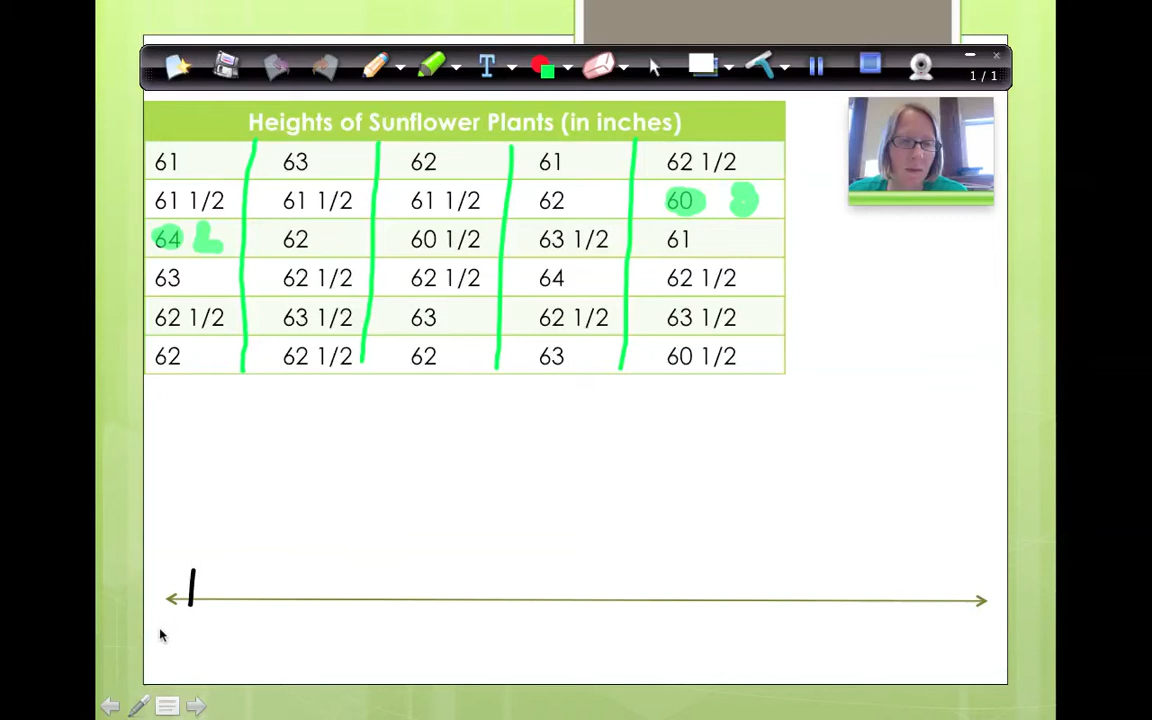 T
1 / 1
Heights of Sunflower Plants (in inches)
61 63 62 61 62 1/2
61 1/2 61 1/2 61 1/2 62 60
64 L 62 60 1/2 63 1/2 61
63 62 1/2 62 1/2 64 62 1/2
62 1/2 63 1/2 63 62 1/2 63 1/2
62 62 1/2 62 63 60 1/2